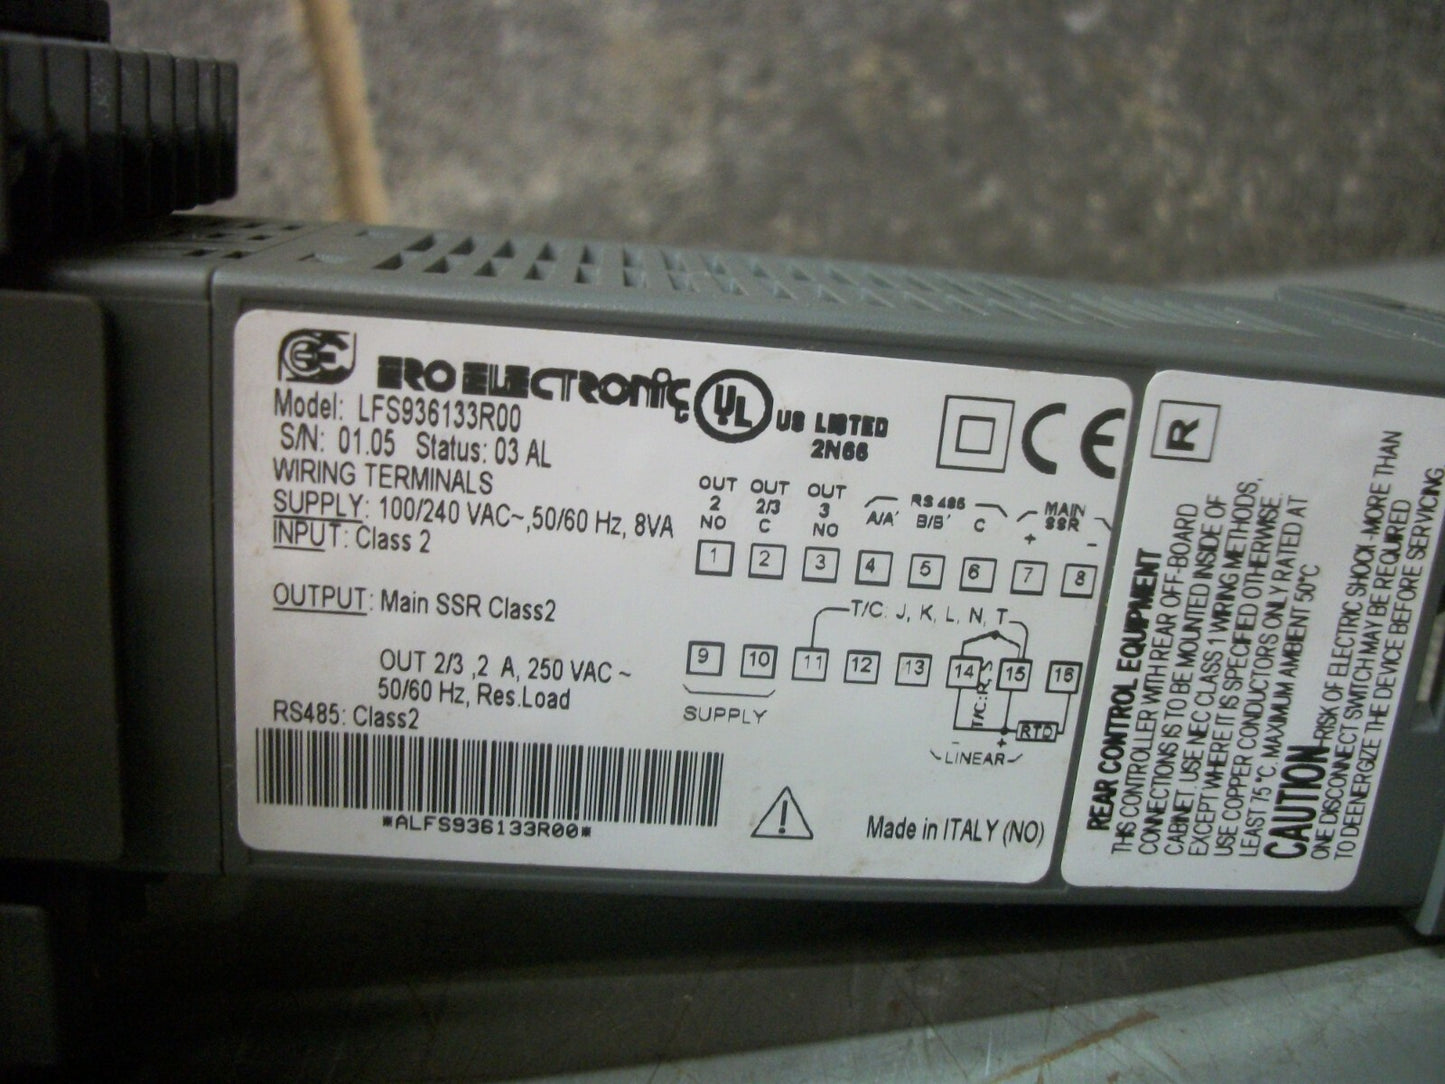 ERO ELECTRONIC
UL US LISTED
2N66
CE
Model: LFS936133R00
S/N: 01.05 Status: 03 AL
WIRING TERMINALS
SUPPLY: 100/240 VAC~,50/60 Hz, 8VA
INPUT: Class 2
OUTPUT: Main SSR Class2
OUT 2/3 ,2 A, 250 VAC ~
50/60 Hz, Res.Load
RS485: Class2
*ALFS936133R00*
OUT 2 NO
OUT 2/3 C
OUT 3 NO
RS 485
A/A' B/B' C
MAIN SSR
+ -
1 2 3 4 5 6 7 8
T/C: J, K, L, N, T
9 10 11 12 13 14 15 16
SUPPLY
T/C: R, S
RTD
- +
LINEAR
Made in ITALY (NO)
R
REAR CONTROL EQUIPMENT
THIS CONTROLLER WITH REAR OFF-BOARD
CONNECTIONS IS TO BE MOUNTED INSIDE OF
CABINET. USE NEC CLASS 1 WIRING METHODS,
EXCEPT WHERE IT IS SPECIFIED OTHERWISE.
USE COPPER CONDUCTORS ONLY RATED AT
LEAST 75 °C. MAXIMUM AMBIENT 50°C
CAUTION-RISK OF ELECTRIC SHOCK-MORE THAN
ONE DISCONNECT SWITCH MAY BE REQUIRED
TO DEENERGIZE THE DEVICE BEFORE SERVICING